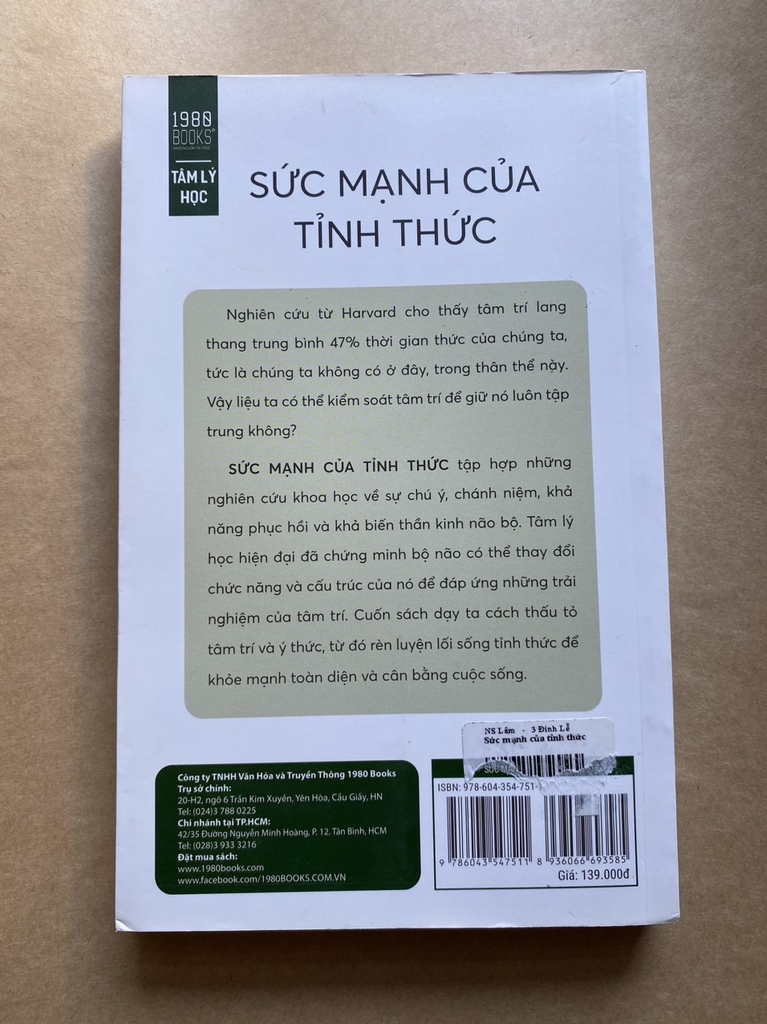 1980
BOOKS
TÂM LÝ
HỌC
SỨC MẠNH CỦA
TỈNH THỨC
Nghiên cứu từ Harvard cho thấy tâm trí lang
thang trung bình 47% thời gian thức của chúng ta,
tức là chúng ta không có ở đây, trong thân thể này.
Vậy liệu ta có thể kiểm soát tâm trí để giữ nó luôn tập
trung không?
SỨC MẠNH CỦA TỈNH THỨC tập hợp những
nghiên cứu khoa học về sự chú ý, chánh niệm, khả
năng phục hồi và khả biến thần kinh não bộ. Tâm lý
học hiện đại đã chứng minh bộ não có thể thay đổi
chức năng và cấu trúc của nó để đáp ứng những trải
nghiệm của tâm trí. Cuốn sách dạy ta cách thấu tỏ
tâm trí và ý thức, từ đó rèn luyện lối sống tỉnh thức để
khỏe mạnh toàn diện và cân bằng cuộc sống.
NS Lâm - 3 Đinh Lễ
Sức mạnh của tỉnh thức
Công ty TNHH Văn Hóa và Truyền Thông 1980 Books
Trụ sở chính:
20-H2, ngõ 6 Trần Kim Xuyến, Yên Hòa, Cầu Giấy, HN
Tel: (024)3 788 0225
Chi nhánh tại TP.HCM:
42/35 Đường Nguyễn Minh Hoàng, P. 12, Tân Bình, HCM
Tel: (028)3 933 3216
Đặt mua sách:
www.1980books.com
www.facebook.com/1980BOOKS.COM.VN
ISBN: 978-604-354-751-
9 786043 547511
8 936066 693585
Giá: 139.000đ